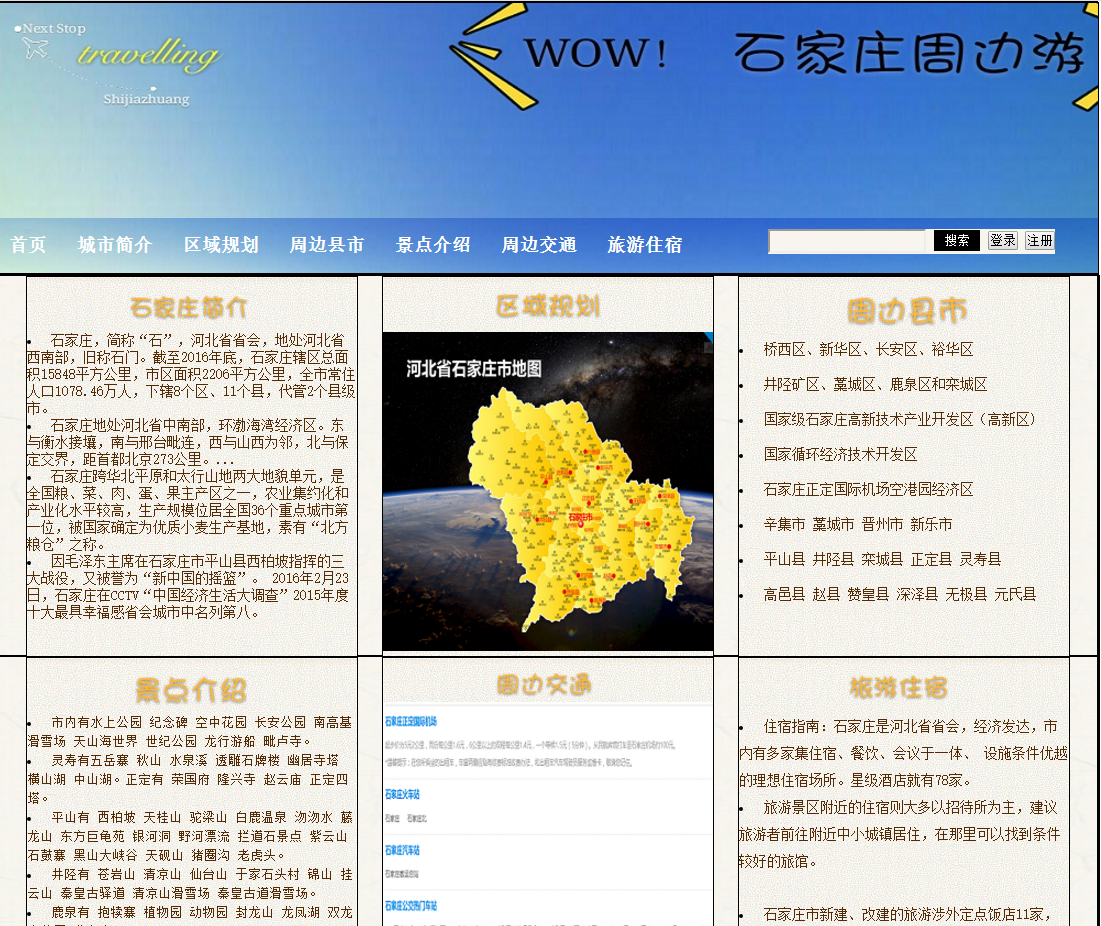 Next Stop
travelling
Shijiazhuang
WOW!
石家庄周边游
首页 城市简介 区域规划 周边县市 景点介绍 周边交通 旅游住宿
搜索 登录 注册
石家庄简介
石家庄，简称“石”，河北省省会，地处河北省
西南部，旧称石门。截至2016年底，石家庄辖区总面
积15848平方公里，市区面积2206平方公里，全市常住
人口1078.46万人，下辖8个区、11个县，代管2个县级
市。
石家庄地处河北省中南部，环渤海湾经济区。东
与衡水接壤，南与邢台毗连，西与山西为邻，北与保
定交界，距首都北京273公里。...
石家庄跨华北平原和太行山地两大地貌单元，是
全国粮、菜、肉、蛋、果主产区之一，农业集约化和
产业化水平较高，生产规模位居全国36个重点城市第
一位，被国家确定为优质小麦生产基地，素有“北方
粮仓”之称。
因毛泽东主席在石家庄市平山县西柏坡指挥的三
大战役，又被誉为“新中国的摇篮”。 2016年2月23
日，石家庄在CCTV“中国经济生活大调查”2015年度
十大最具幸福感省会城市中名列第八。
区域规划
河北省石家庄市地图
石家庄市
周边县市
桥西区、新华区、长安区、裕华区
井陉矿区、藁城区、鹿泉区和栾城区
国家级石家庄高新技术产业开发区（高新区）
国家循环经济技术开发区
石家庄正定国际机场空港园经济区
辛集市 藁城市 晋州市 新乐市
平山县 井陉县 栾城县 正定县 灵寿县
高邑县 赵县 赞皇县 深泽县 无极县 元氏县
景点介绍
市内有水上公园 纪念碑 空中花园 长安公园 南高基
滑雪场 天山海世界 世纪公园 龙行游船 毗卢寺。
灵寿有五岳寨 秋山 水泉溪 透雕石牌楼 幽居寺塔
横山湖 中山湖。正定有 荣国府 隆兴寺 赵云庙 正定四
塔。
平山有 西柏坡 天桂山 驼梁山 白鹿温泉 沕沕水 藤
龙山 东方巨龟苑 银河洞 野河漂流 拦道石景点 紫云山
石鼓寨 黑山大峡谷 天砚山 猪圈沟 老虎头。
井陉有 苍岩山 清凉山 仙台山 于家石头村 锦山 挂
云山 秦皇古驿道 清凉山滑雪场 秦皇古道滑雪场。
鹿泉有 抱犊寨 植物园 动物园 封龙山 龙凤湖 双龙
周边交通
石家庄正定国际机场
石家庄火车站
石家庄 石家庄北
石家庄汽车站
石家庄客运总站
石家庄公交热门车站
旅游住宿
住宿指南：石家庄是河北省省会，经济发达，市
内有多家集住宿、餐饮、会议于一体、 设施条件优越
的理想住宿场所。星级酒店就有78家。
旅游景区附近的住宿则大多以招待所为主，建议
旅游者前往附近中小城镇居住，在那里可以找到条件
较好的旅馆。
石家庄市新建、改建的旅游涉外定点饭店11家，